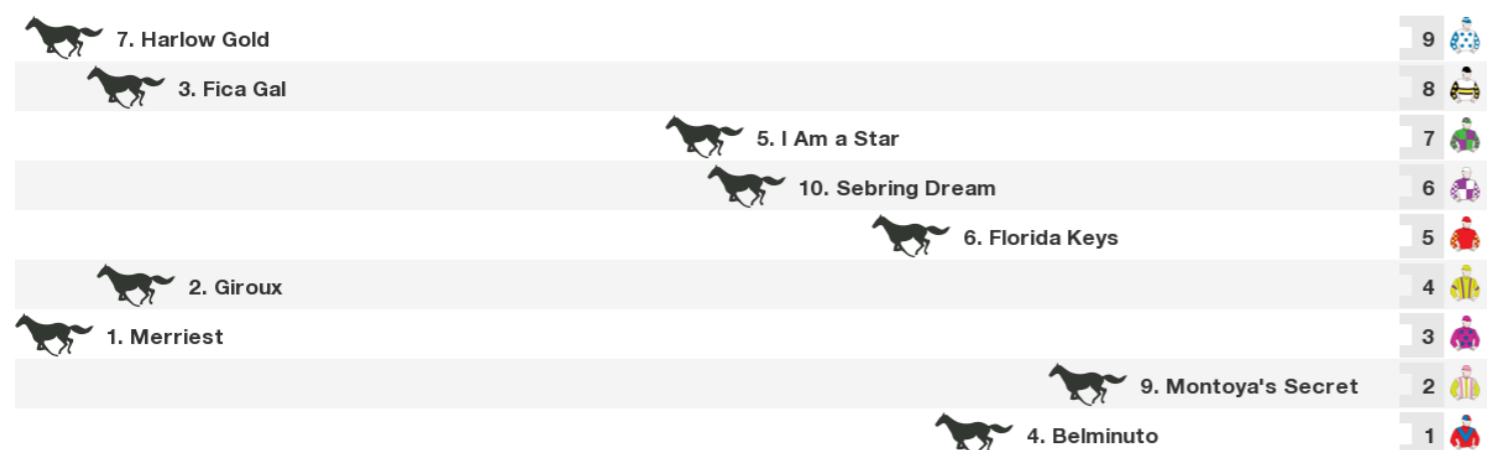 7. Harlow Gold 9
3. Fica Gal 8
5. I Am a Star 7
10. Sebring Dream 6
6. Florida Keys 5
2. Giroux 4
1. Merriest 3
9. Montoya's Secret 2
4. Belminuto 1